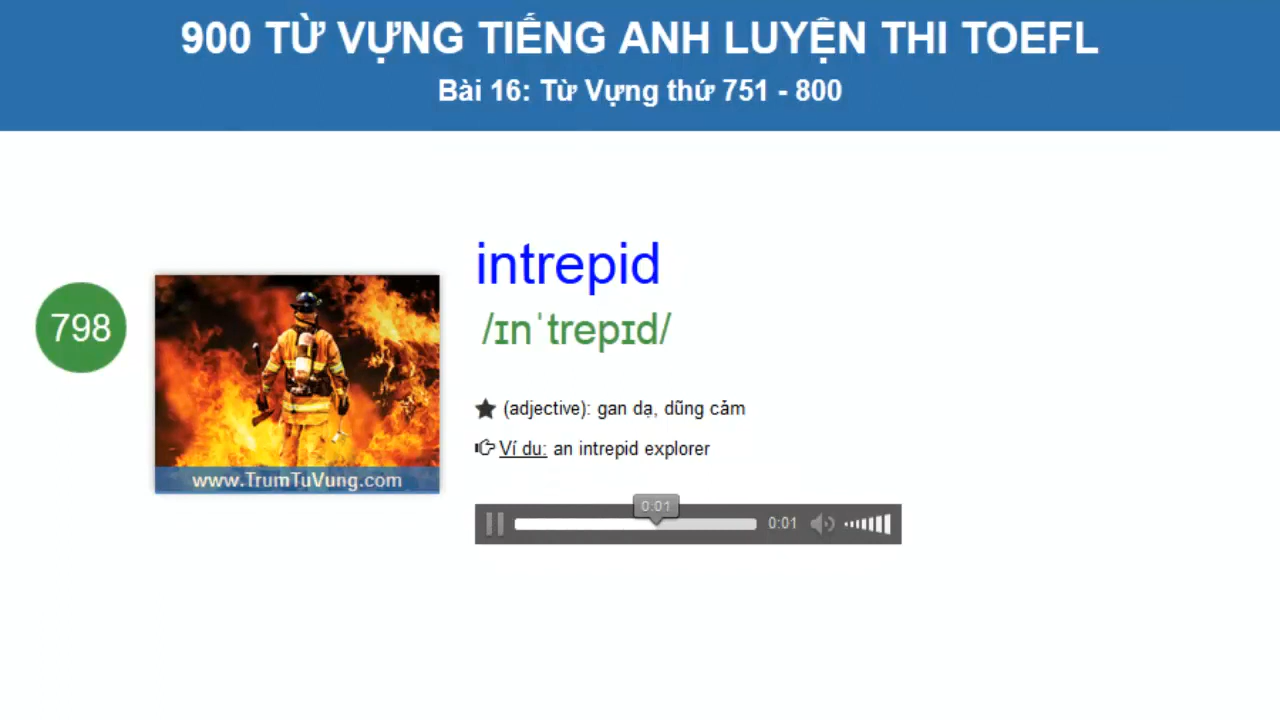 900 TỪ VỰNG TIẾNG ANH LUYỆN THI TOEFL
Bài 16: Từ Vựng thứ 751 - 800
798
www.TrumTuVung.com
intrepid
/ɪnˈtrepɪd/
(adjective): gan dạ, dũng cảm
Ví dụ: an intrepid explorer
0:01
0:01